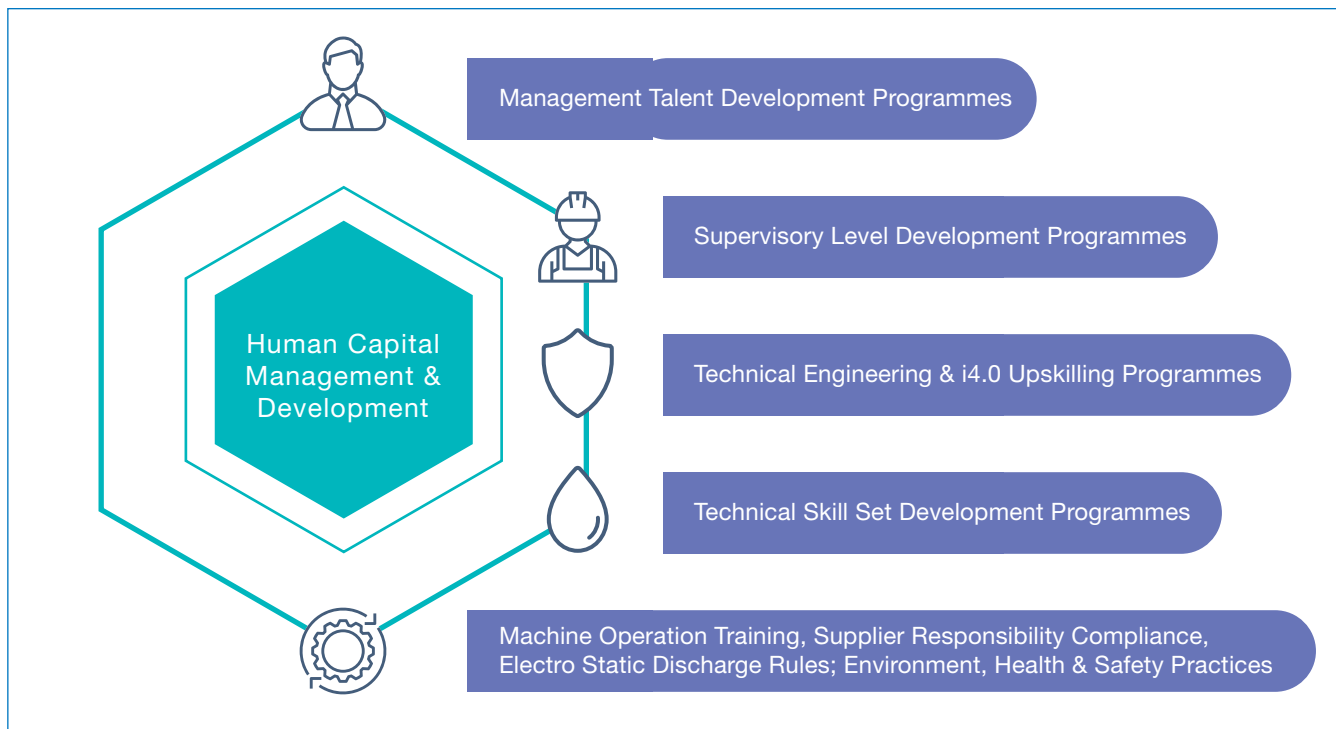 Management Talent Development Programmes
Supervisory Level Development Programmes
Human Capital
Management &
Development
Technical Engineering & i4.0 Upskilling Programmes
Technical Skill Set Development Programmes
Machine Operation Training, Supplier Responsibility Compliance,
Electro Static Discharge Rules; Environment, Health & Safety Practices